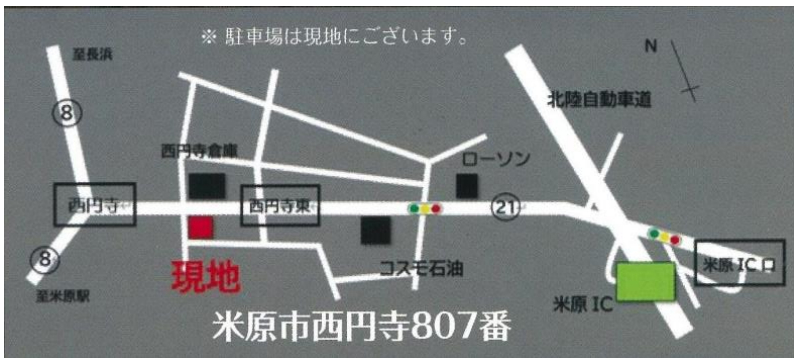 ※ 駐車場は現地にございます。
N
至長浜
北陸自動車道
8
西円寺倉庫
ローソン
西円寺
西円寺東
21
8
コスモ石油
米原IC口
現地
至米原駅
米原IC
米原市西円寺807番